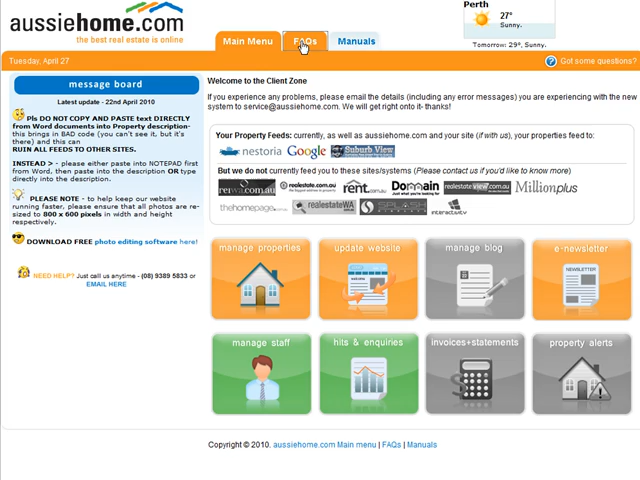 aussiehome.com
the best real estate is online
Main Menu
FAQs
Manuals
Perth
27°
Sunny.
Tomorrow: 29°, Sunny.
Tuesday, April 27
Got some questions?
message board
Latest update - 22nd April 2010
Pls DO NOT COPY AND PASTE text DIRECTLY
from Word documents into Property description-
this brings in BAD code (you can't see it, but it's
there) and this can
RUIN ALL FEEDS TO OTHER SITES.
INSTEAD > - please either paste into NOTEPAD first
from Word, then paste into the description OR type
directly into the description.
PLEASE NOTE - to help keep our website
running faster, please ensure that all photos are re-
sized to 800 x 600 pixels in width and height
respectively.
DOWNLOAD FREE photo editing software here!
NEED HELP? Just call us anytime - (08) 9389 5833 or
EMAIL HERE
Welcome to the Client Zone
If you experience any problems, please email the details (including any error messages) you are experiencing with the new
system to service@aussiehome.com. We will get right onto it- thanks!
Your Property Feeds: currently, as well as aussiehome.com and your site (if with us), your properties feed to:
nestoria
Google
Suburb View
But we do not currently feed you to these sites/systems (Please contact us if you'd like to know more)
reiwa.com.au
realestate.com.au
rent.com.au
Domain
realestateview.com.au
Millionplus
thehomepage.com.au
realestateWA
SPLASH
interactive
manage properties
update website
manage blog
e-newsletter
NEWSLETTER
manage staff
hits & enquiries
invoices+statements
property alerts
Copyright © 2010. aussiehome.com Main menu | FAQs | Manuals